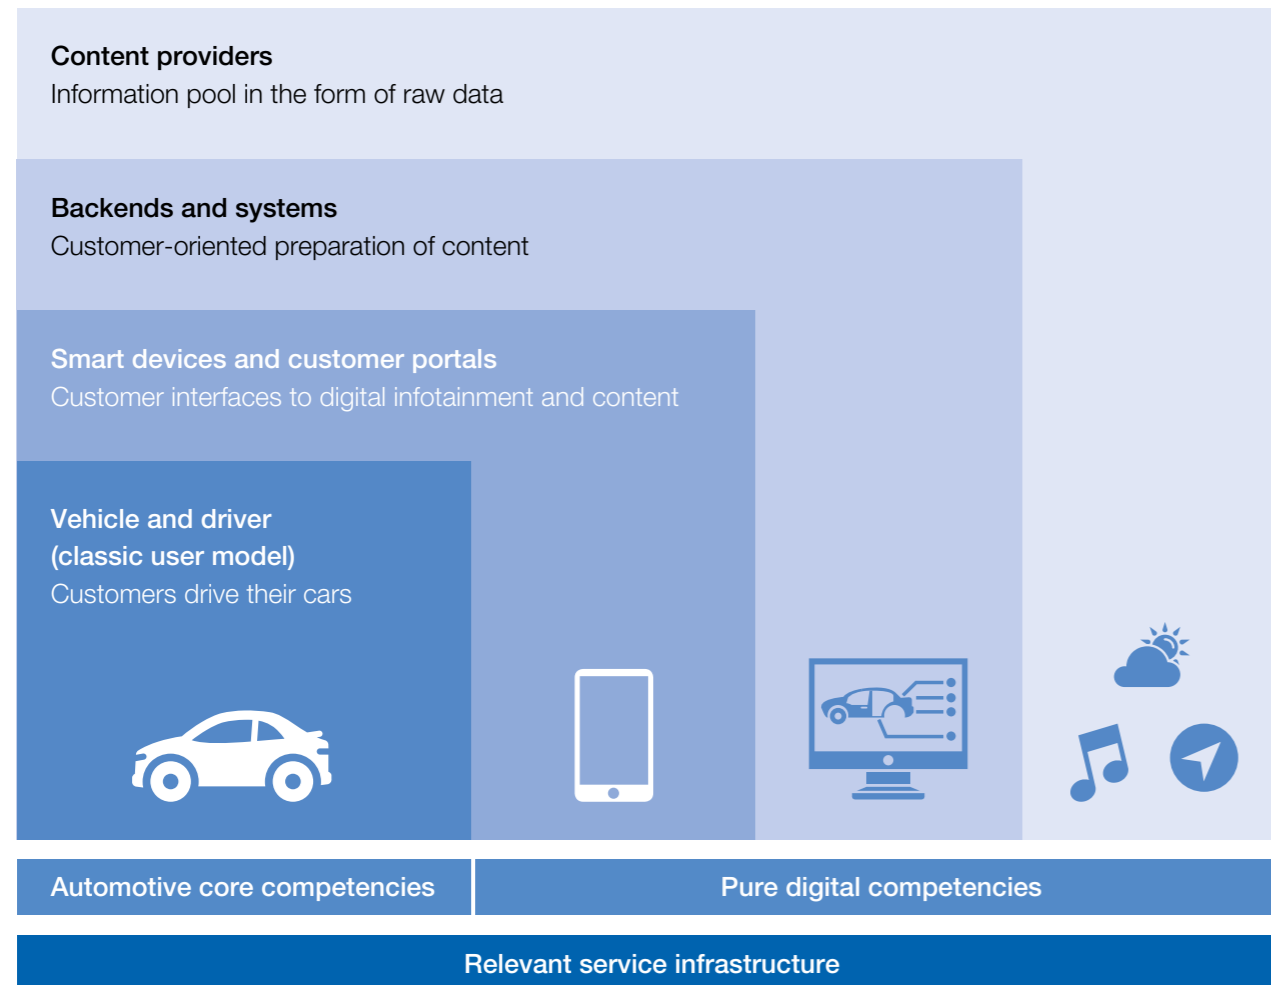 Content providers
Information pool in the form of raw data
Backends and systems
Customer-oriented preparation of content
Smart devices and customer portals
Customer interfaces to digital infotainment and content
Vehicle and driver
(classic user model)
Customers drive their cars
Automotive core competencies
Pure digital competencies
Relevant service infrastructure